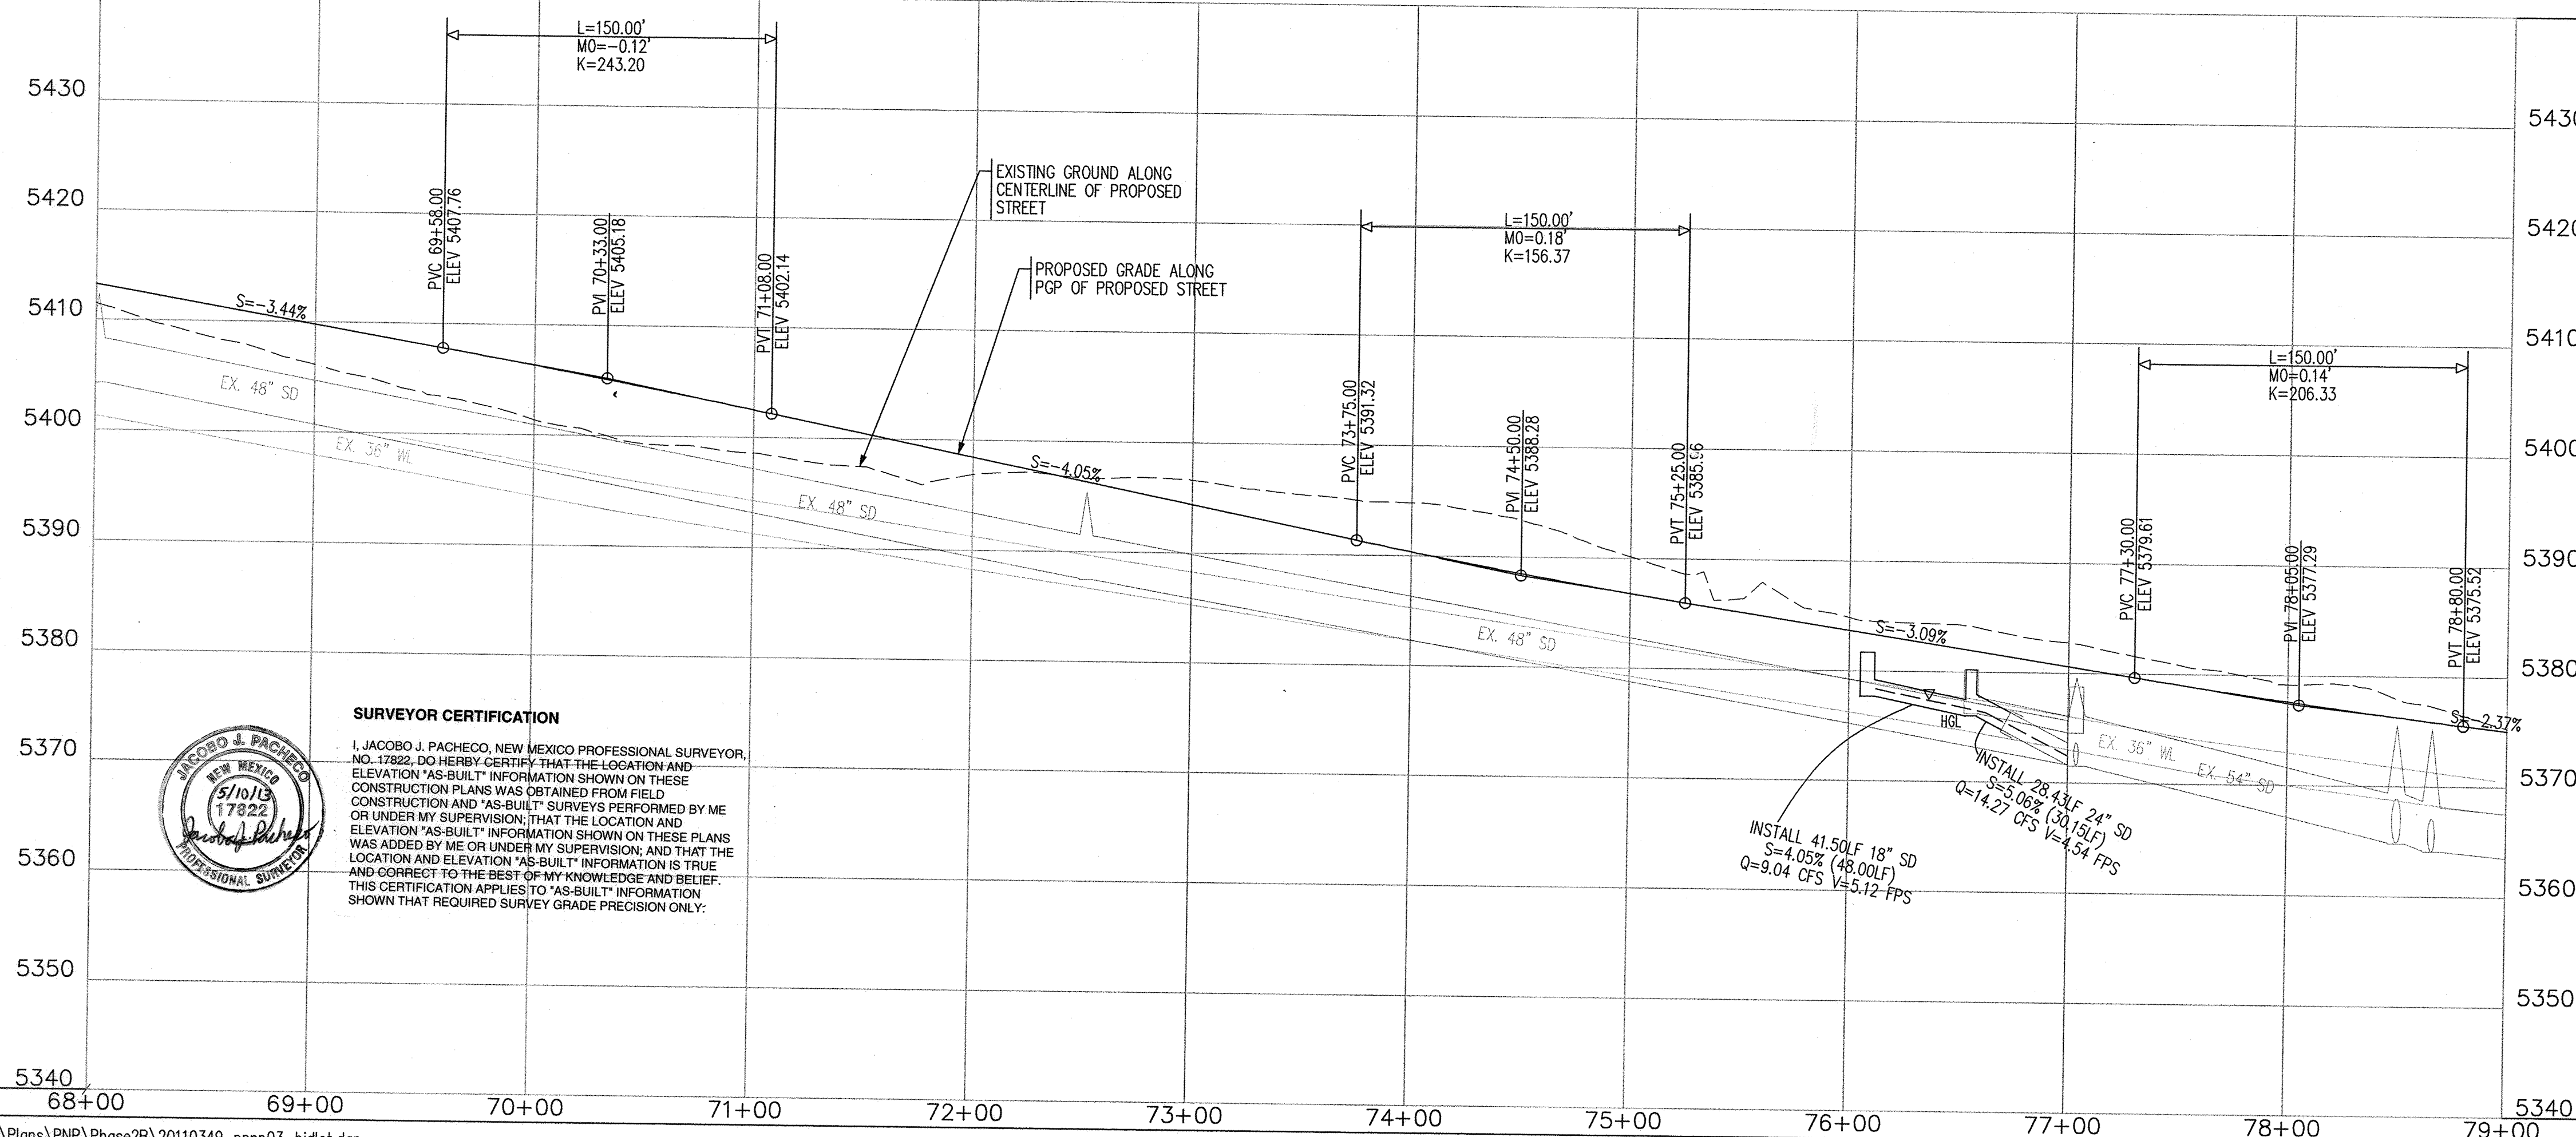 L=150.00'
MO=-0.12'
K=243.20
5430
5420
5410
5400
5390
5380
5370
5360
5350
5340
PVC 69+58.00
ELEV 5407.76
PVI 70+33.00
ELEV 5405.18
PVT 71+08.00
ELEV 5402.14
S=-3.44%
EX. 48" SD
EX. 36" WL
EXISTING GROUND ALONG
CENTERLINE OF PROPOSED
STREET
PROPOSED GRADE ALONG
PGP OF PROPOSED STREET
S=-4.05%
EX. 48" SD
L=150.00'
MO=0.18'
K=156.37
PVC 73+75.00
ELEV 5391.32
PVI 74+50.00
ELEV 5388.28
PVT 75+25.00
ELEV 5385.96
EX. 48" SD
S=-3.09%
L=150.00'
MO=0.14'
K=206.33
PVC 77+30.00
ELEV 5379.61
PVI 78+05.00
ELEV 5377.29
PVT 78+80.00
ELEV 5375.52
2.37%
HGL
EX. 36" WL
EX. 54" SD
INSTALL 28.43LF 24" SD
S=5.06% (30.15LF)
Q=14.27 CFS V=4.54 FPS
INSTALL 41.50LF 18" SD
S=4.05% (48.00LF)
Q=9.04 CFS V=5.12 FPS
543
542
5410
5400
5390
5380
5370
5360
5350
5340
JACOBO J. PACHECO
NEW MEXICO
5/10/13
17822
Jacobo J. Pacheco
PROFESSIONAL SURVEYOR
SURVEYOR CERTIFICATION
I, JACOBO J. PACHECO, NEW MEXICO PROFESSIONAL SURVEYOR,
NO. 17822, DO HERBY CERTIFY THAT THE LOCATION AND
ELEVATION "AS-BUILT" INFORMATION SHOWN ON THESE
CONSTRUCTION PLANS WAS OBTAINED FROM FIELD
CONSTRUCTION AND "AS-BUILT" SURVEYS PERFORMED BY ME
OR UNDER MY SUPERVISION; THAT THE LOCATION AND
ELEVATION "AS-BUILT" INFORMATION SHOWN ON THESE PLANS
WAS ADDED BY ME OR UNDER MY SUPERVISION; AND THAT THE
LOCATION AND ELEVATION "AS-BUILT" INFORMATION IS TRUE
AND CORRECT TO THE BEST OF MY KNOWLEDGE AND BELIEF.
THIS CERTIFICATION APPLIES TO "AS-BUILT" INFORMATION
SHOWN THAT REQUIRED SURVEY GRADE PRECISION ONLY:
68+00 69+00 70+00 71+00 72+00 73+00 74+00 75+00 76+00 77+00 78+00 79+00